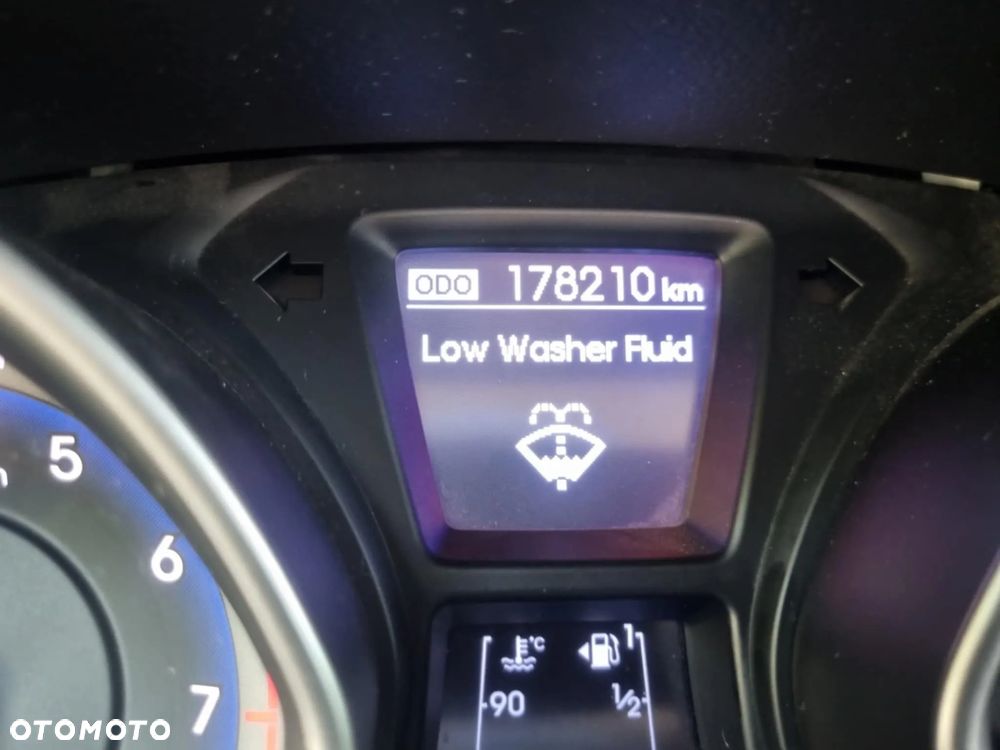 ODO 178210 km
Low Washer Fluid
5
6
7
°C
1
90
1/2
OTOMOTO